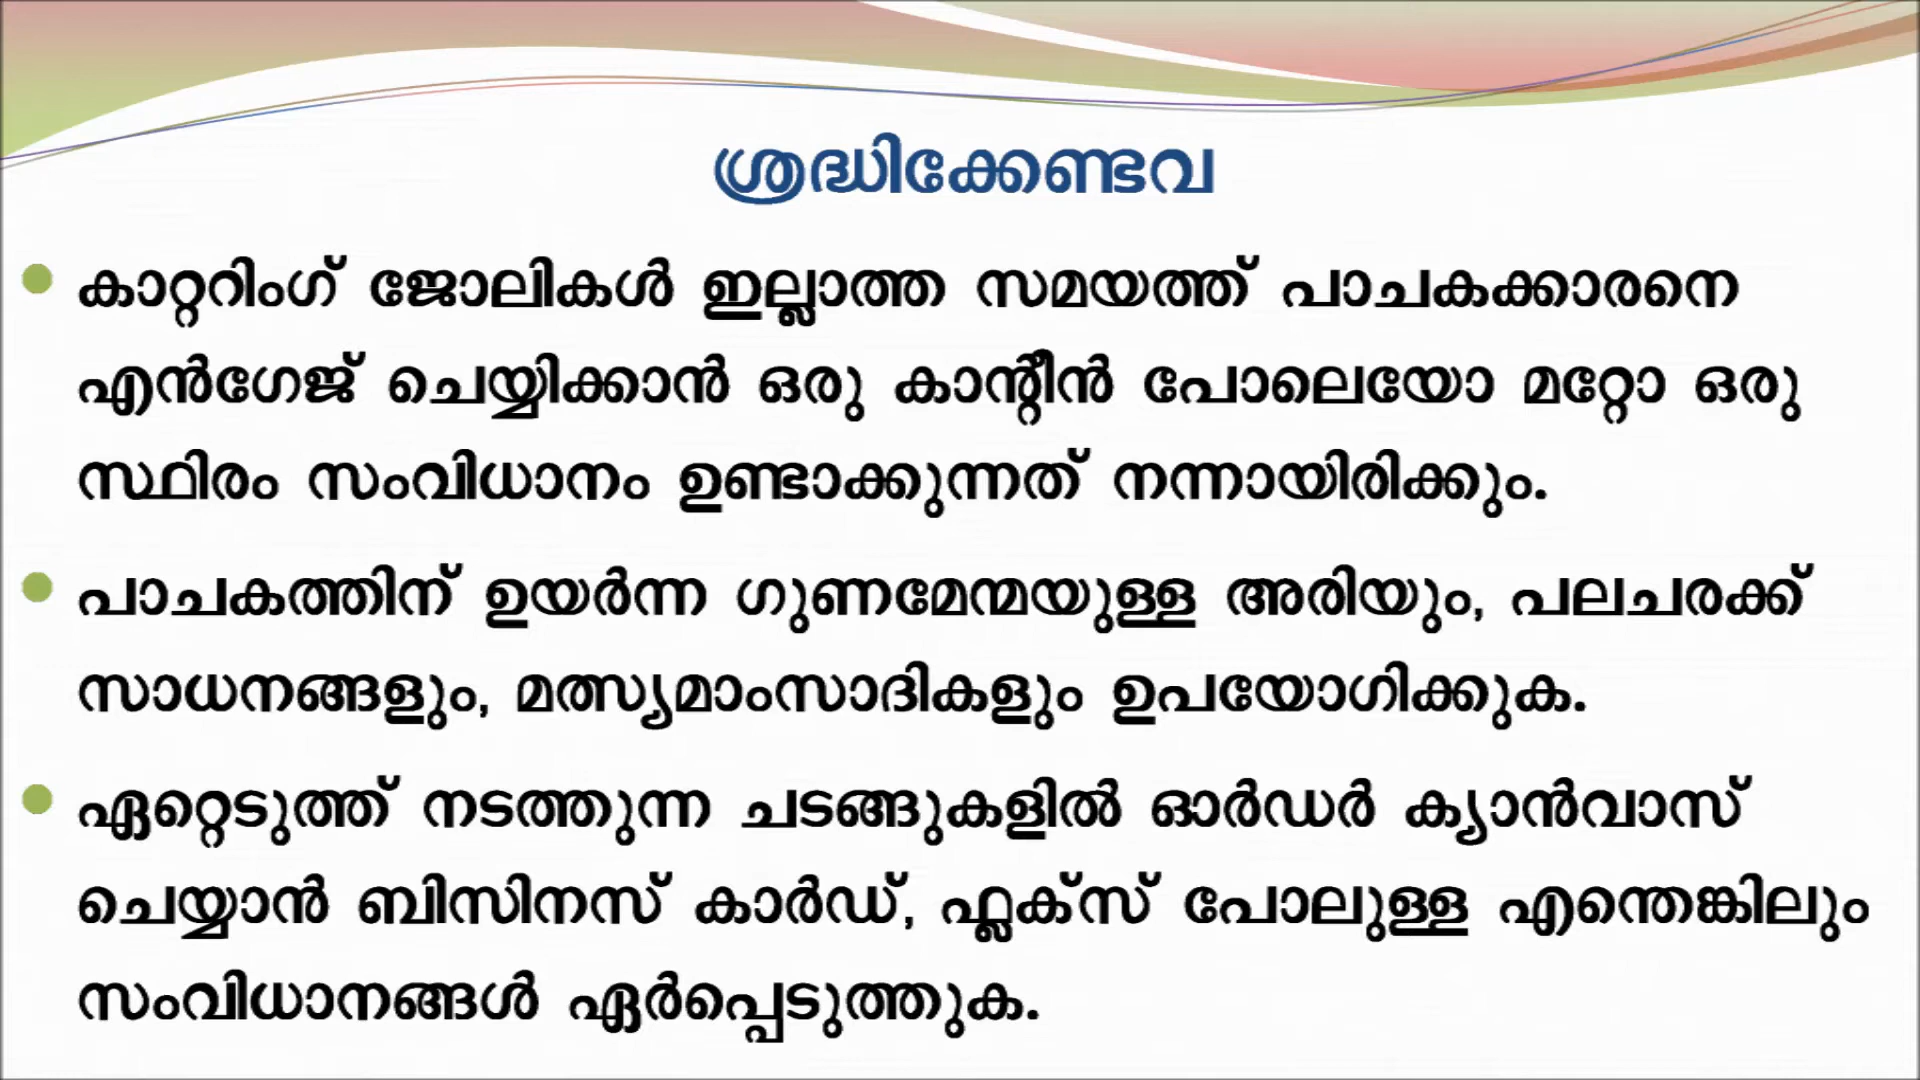 ശ്രദ്ധിക്കേണ്ടവ
കാറ്ററിംഗ് ജോലികൾ ഇല്ലാത്ത സമയത്ത് പാചകക്കാരനെ
എൻഗേജ് ചെയ്യിക്കാൻ ഒരു കാന്റീൻ പോലെയോ മറ്റോ ഒരു
സ്ഥിരം സംവിധാനം ഉണ്ടാക്കുന്നത് നന്നായിരിക്കും.
പാചകത്തിന് ഉയർന്ന ഗുണമേന്മയുള്ള അരിയും, പലചരക്ക്
സാധനങ്ങളും, മത്സ്യമാംസാദികളും ഉപയോഗിക്കുക.
ഏറ്റെടുത്ത് നടത്തുന്ന ചടങ്ങുകളിൽ ഓർഡർ ക്യാൻവാസ്
ചെയ്യാൻ ബിസിനസ് കാർഡ്, ഫ്ലക്സ് പോലുള്ള എന്തെങ്കിലും
സംവിധാനങ്ങൾ ഏർപ്പെടുത്തുക.